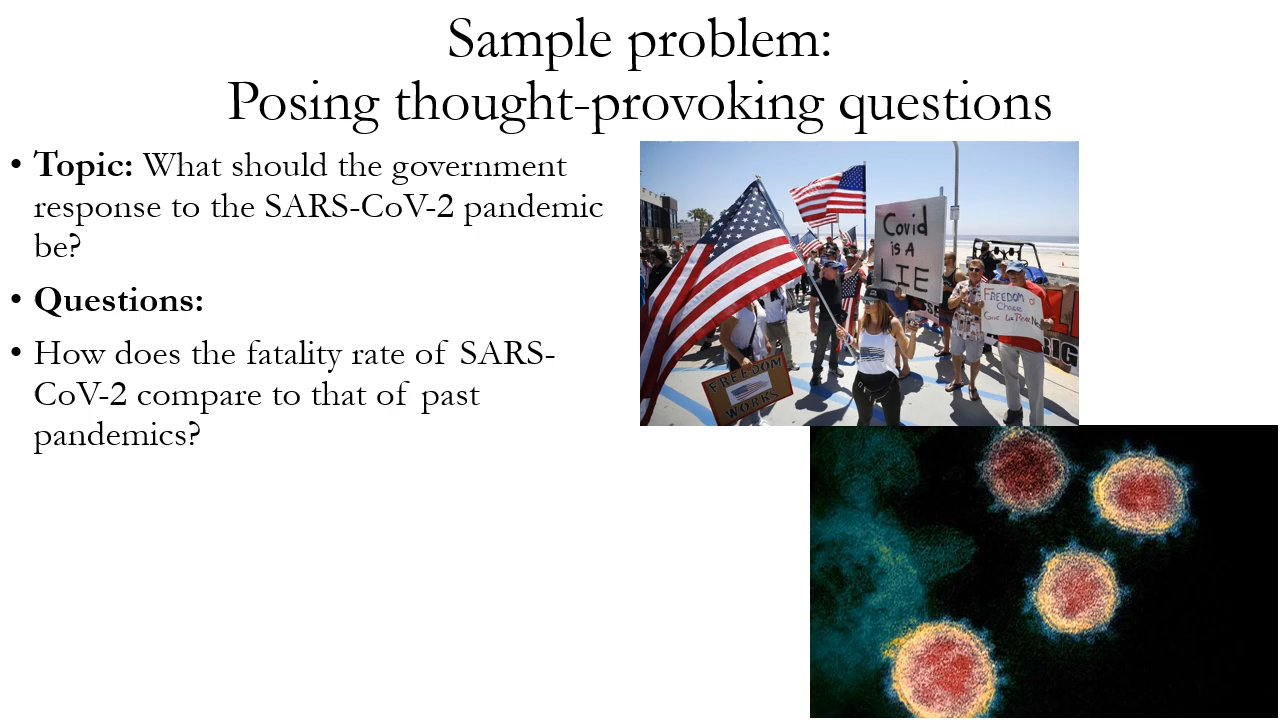 Sample problem:
Posing thought-provoking questions
• Topic: What should the government
response to the SARS-CoV-2 pandemic
be?
• Questions:
• How does the fatality rate of SARS-
CoV-2 compare to that of past
pandemics?
Covid
is A
LIE
FREEDOM of
Choice
FREEDOM
WORKS